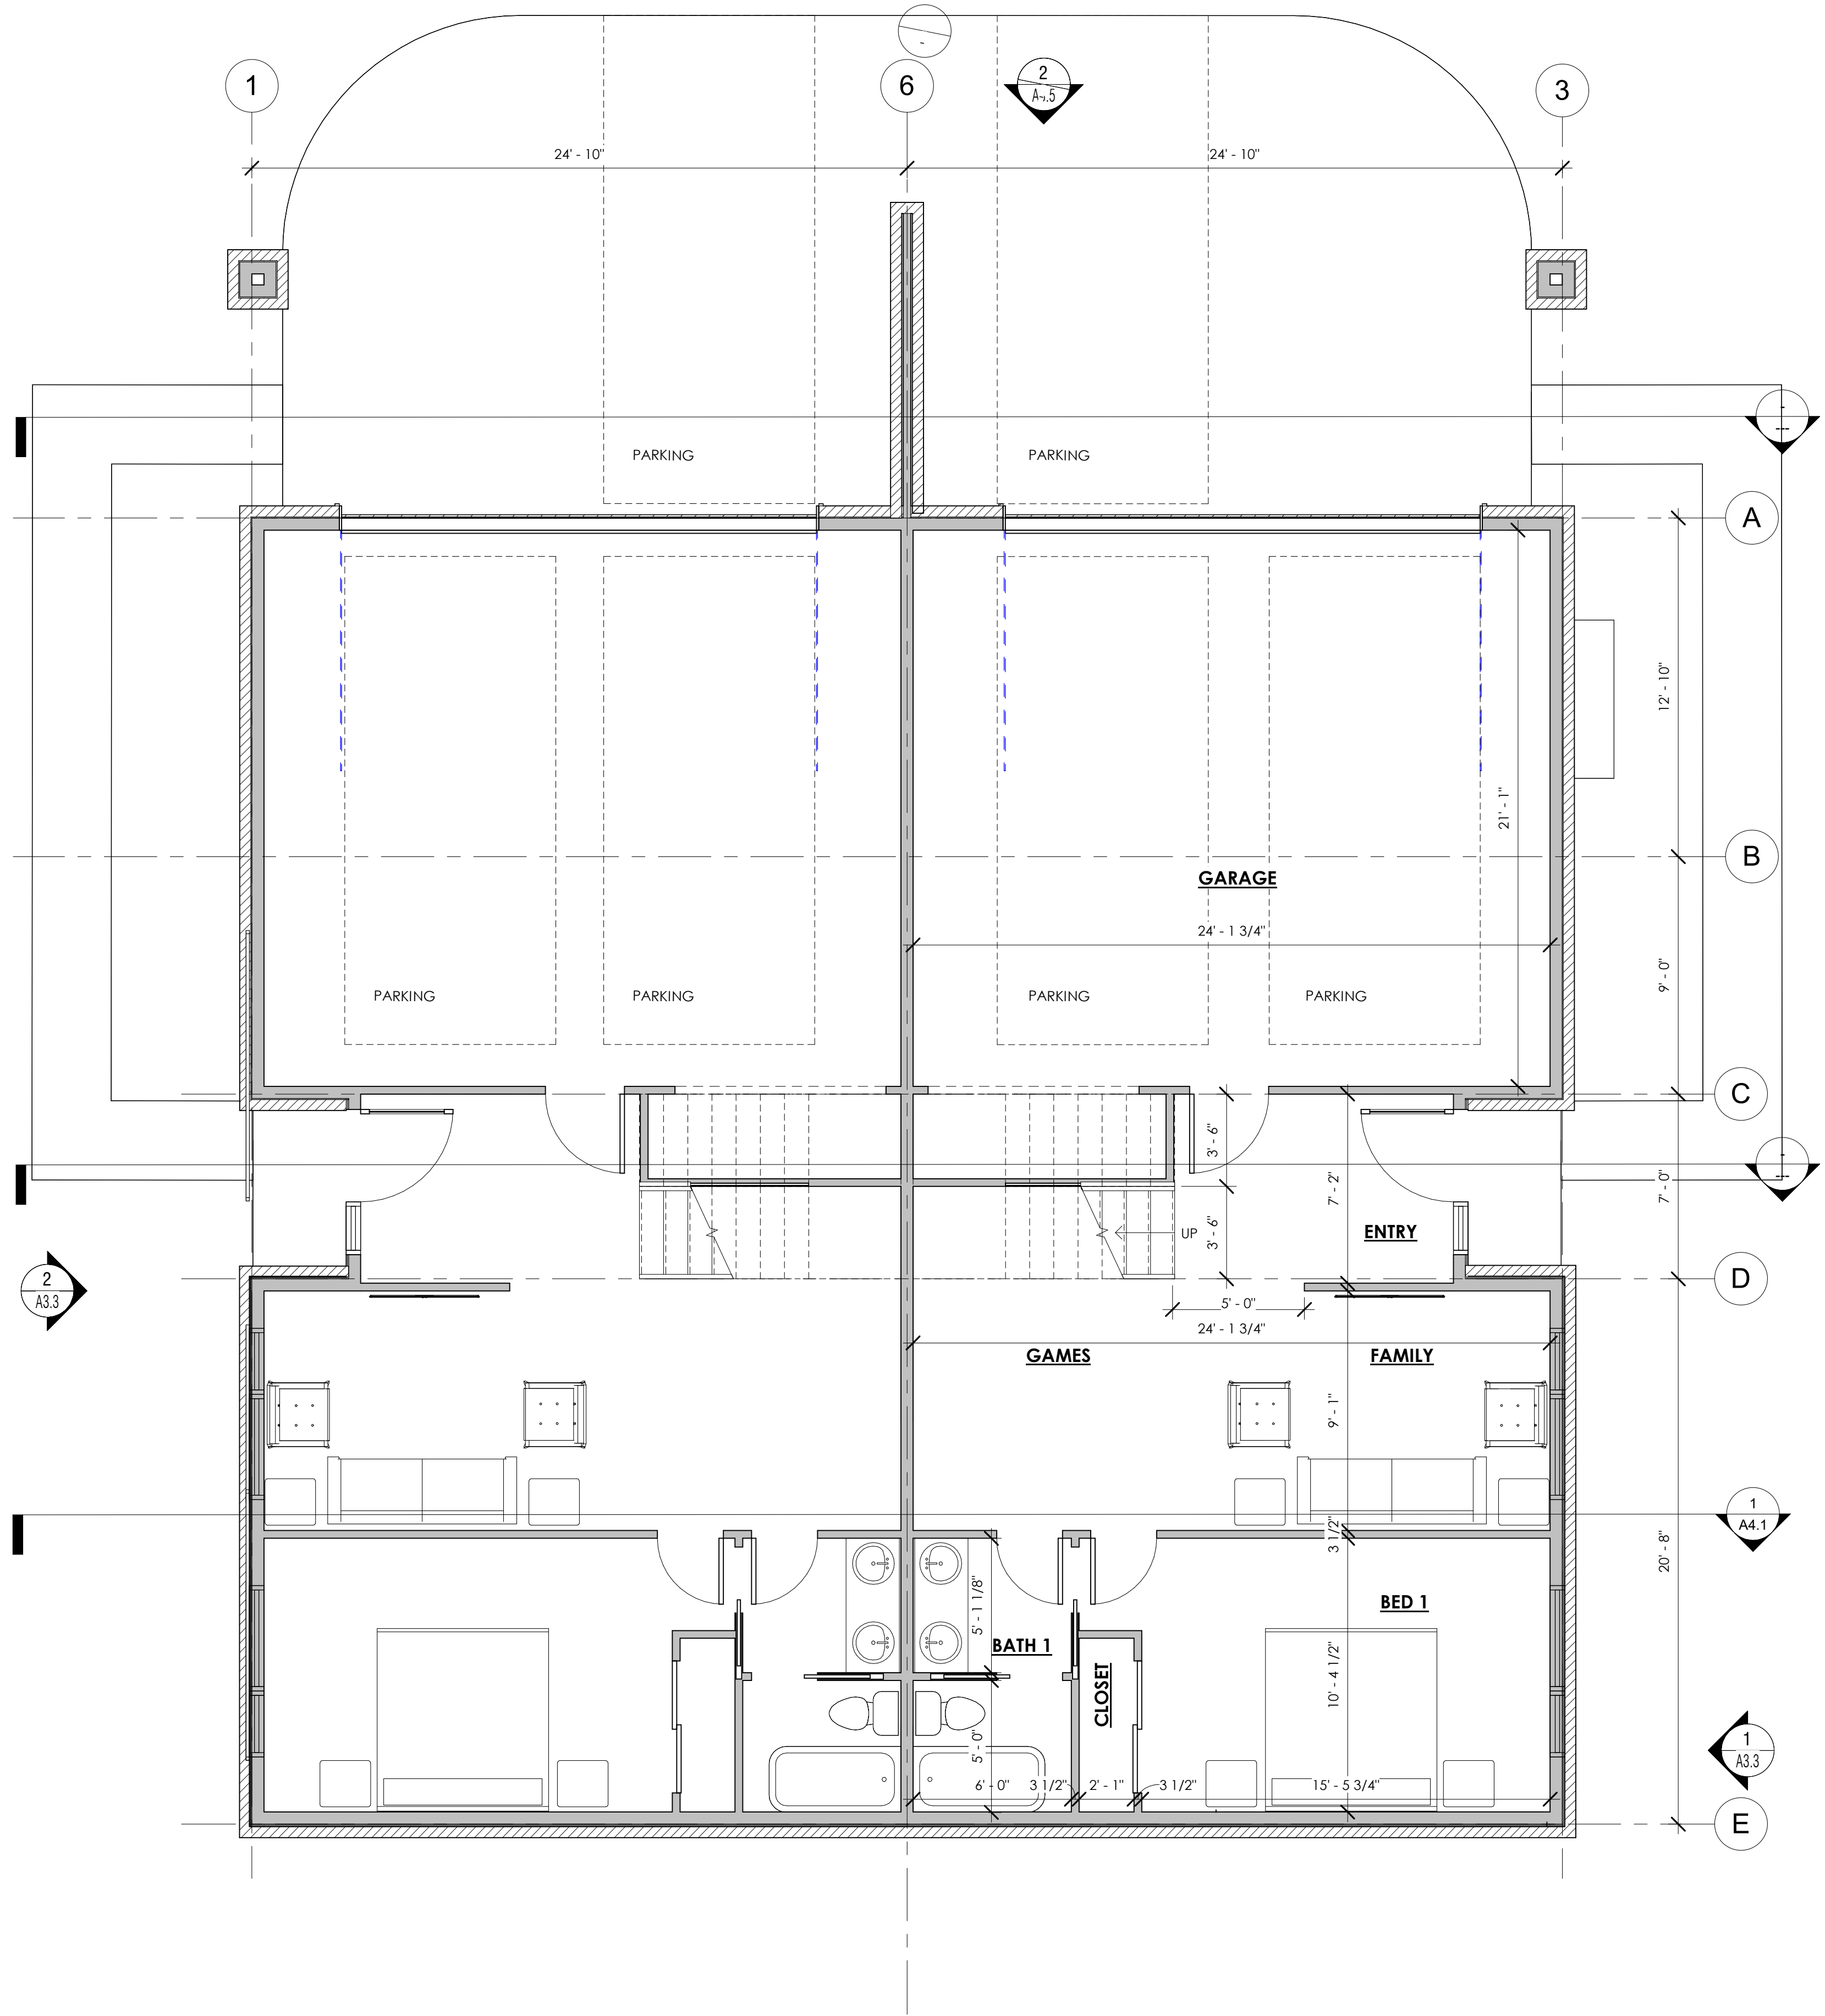 -
1
6
2
A-.5
3
24' - 10"
24' - 10"
PARKING
PARKING
-
---
A
12' - 10"
21' - 1"
B
GARAGE
24' - 1 3/4"
9' - 0"
PARKING
PARKING
PARKING
PARKING
C
3' - 6"
7' - 2"
-
---
7' - 0"
UP
3' - 6"
ENTRY
2
A3.3
D
5' - 0"
24' - 1 3/4"
GAMES
FAMILY
9' - 1"
1
A4.1
3 1/2"
20' - 8"
5' - 1 1/8"
BED 1
BATH 1
CLOSET
10' - 4 1/2"
5' - 0"
1
A3.3
6' - 0"
3 1/2"
2' - 1"
3 1/2"
15' - 5 3/4"
E